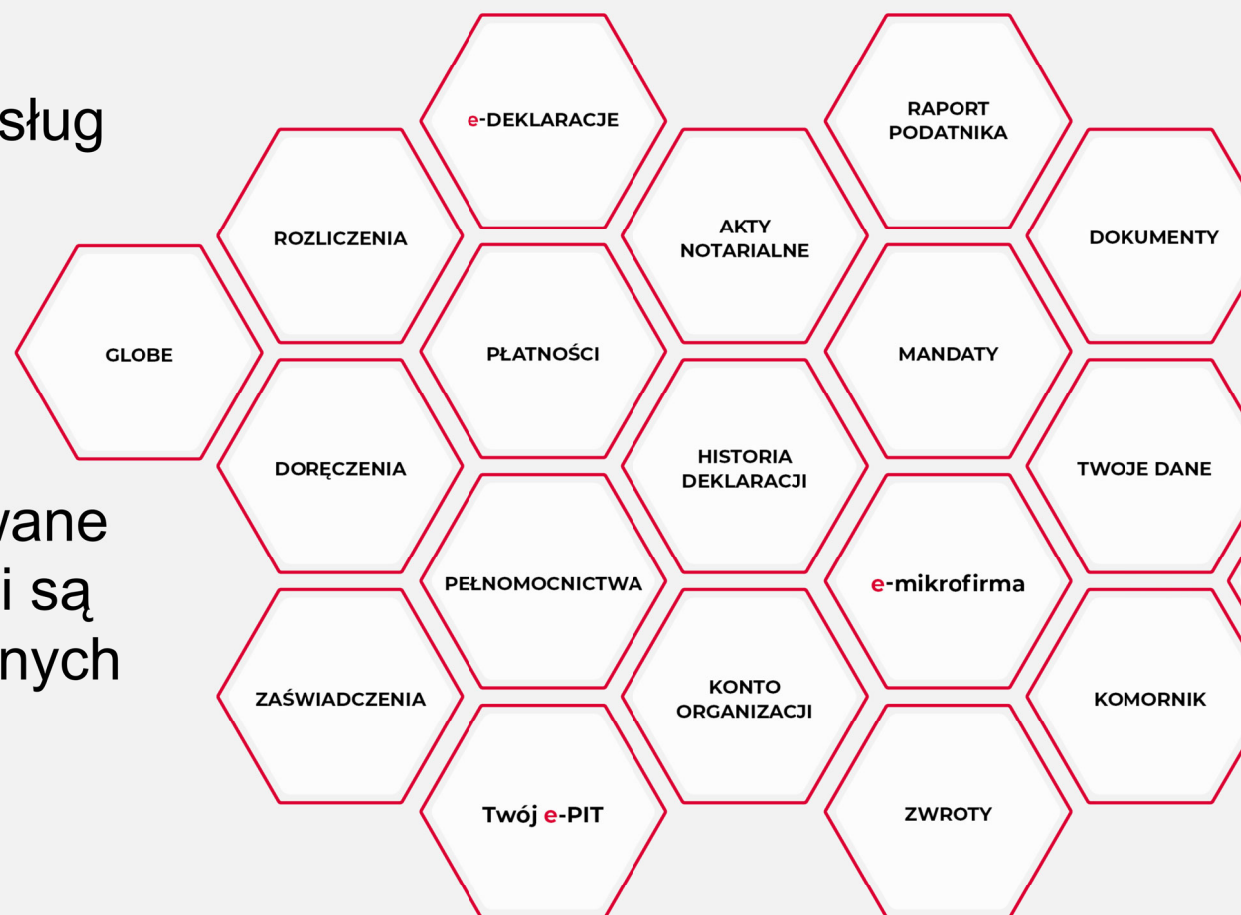 sług
wane
i są
nych
e-DEKLARACJE
RAPORT
PODATNIKA
ROZLICZENIA
AKTY
NOTARIALNE
DOKUMENTY
GLOBE
PŁATNOŚCI
MANDATY
DORĘCZENIA
HISTORIA
DEKLARACJI
TWOJE DANE
PEŁNOMOCNICTWA
e-mikrofirma
ZAŚWIADCZENIA
KONTO
ORGANIZACJI
KOMORNIK
Twój e-PIT
ZWROTY